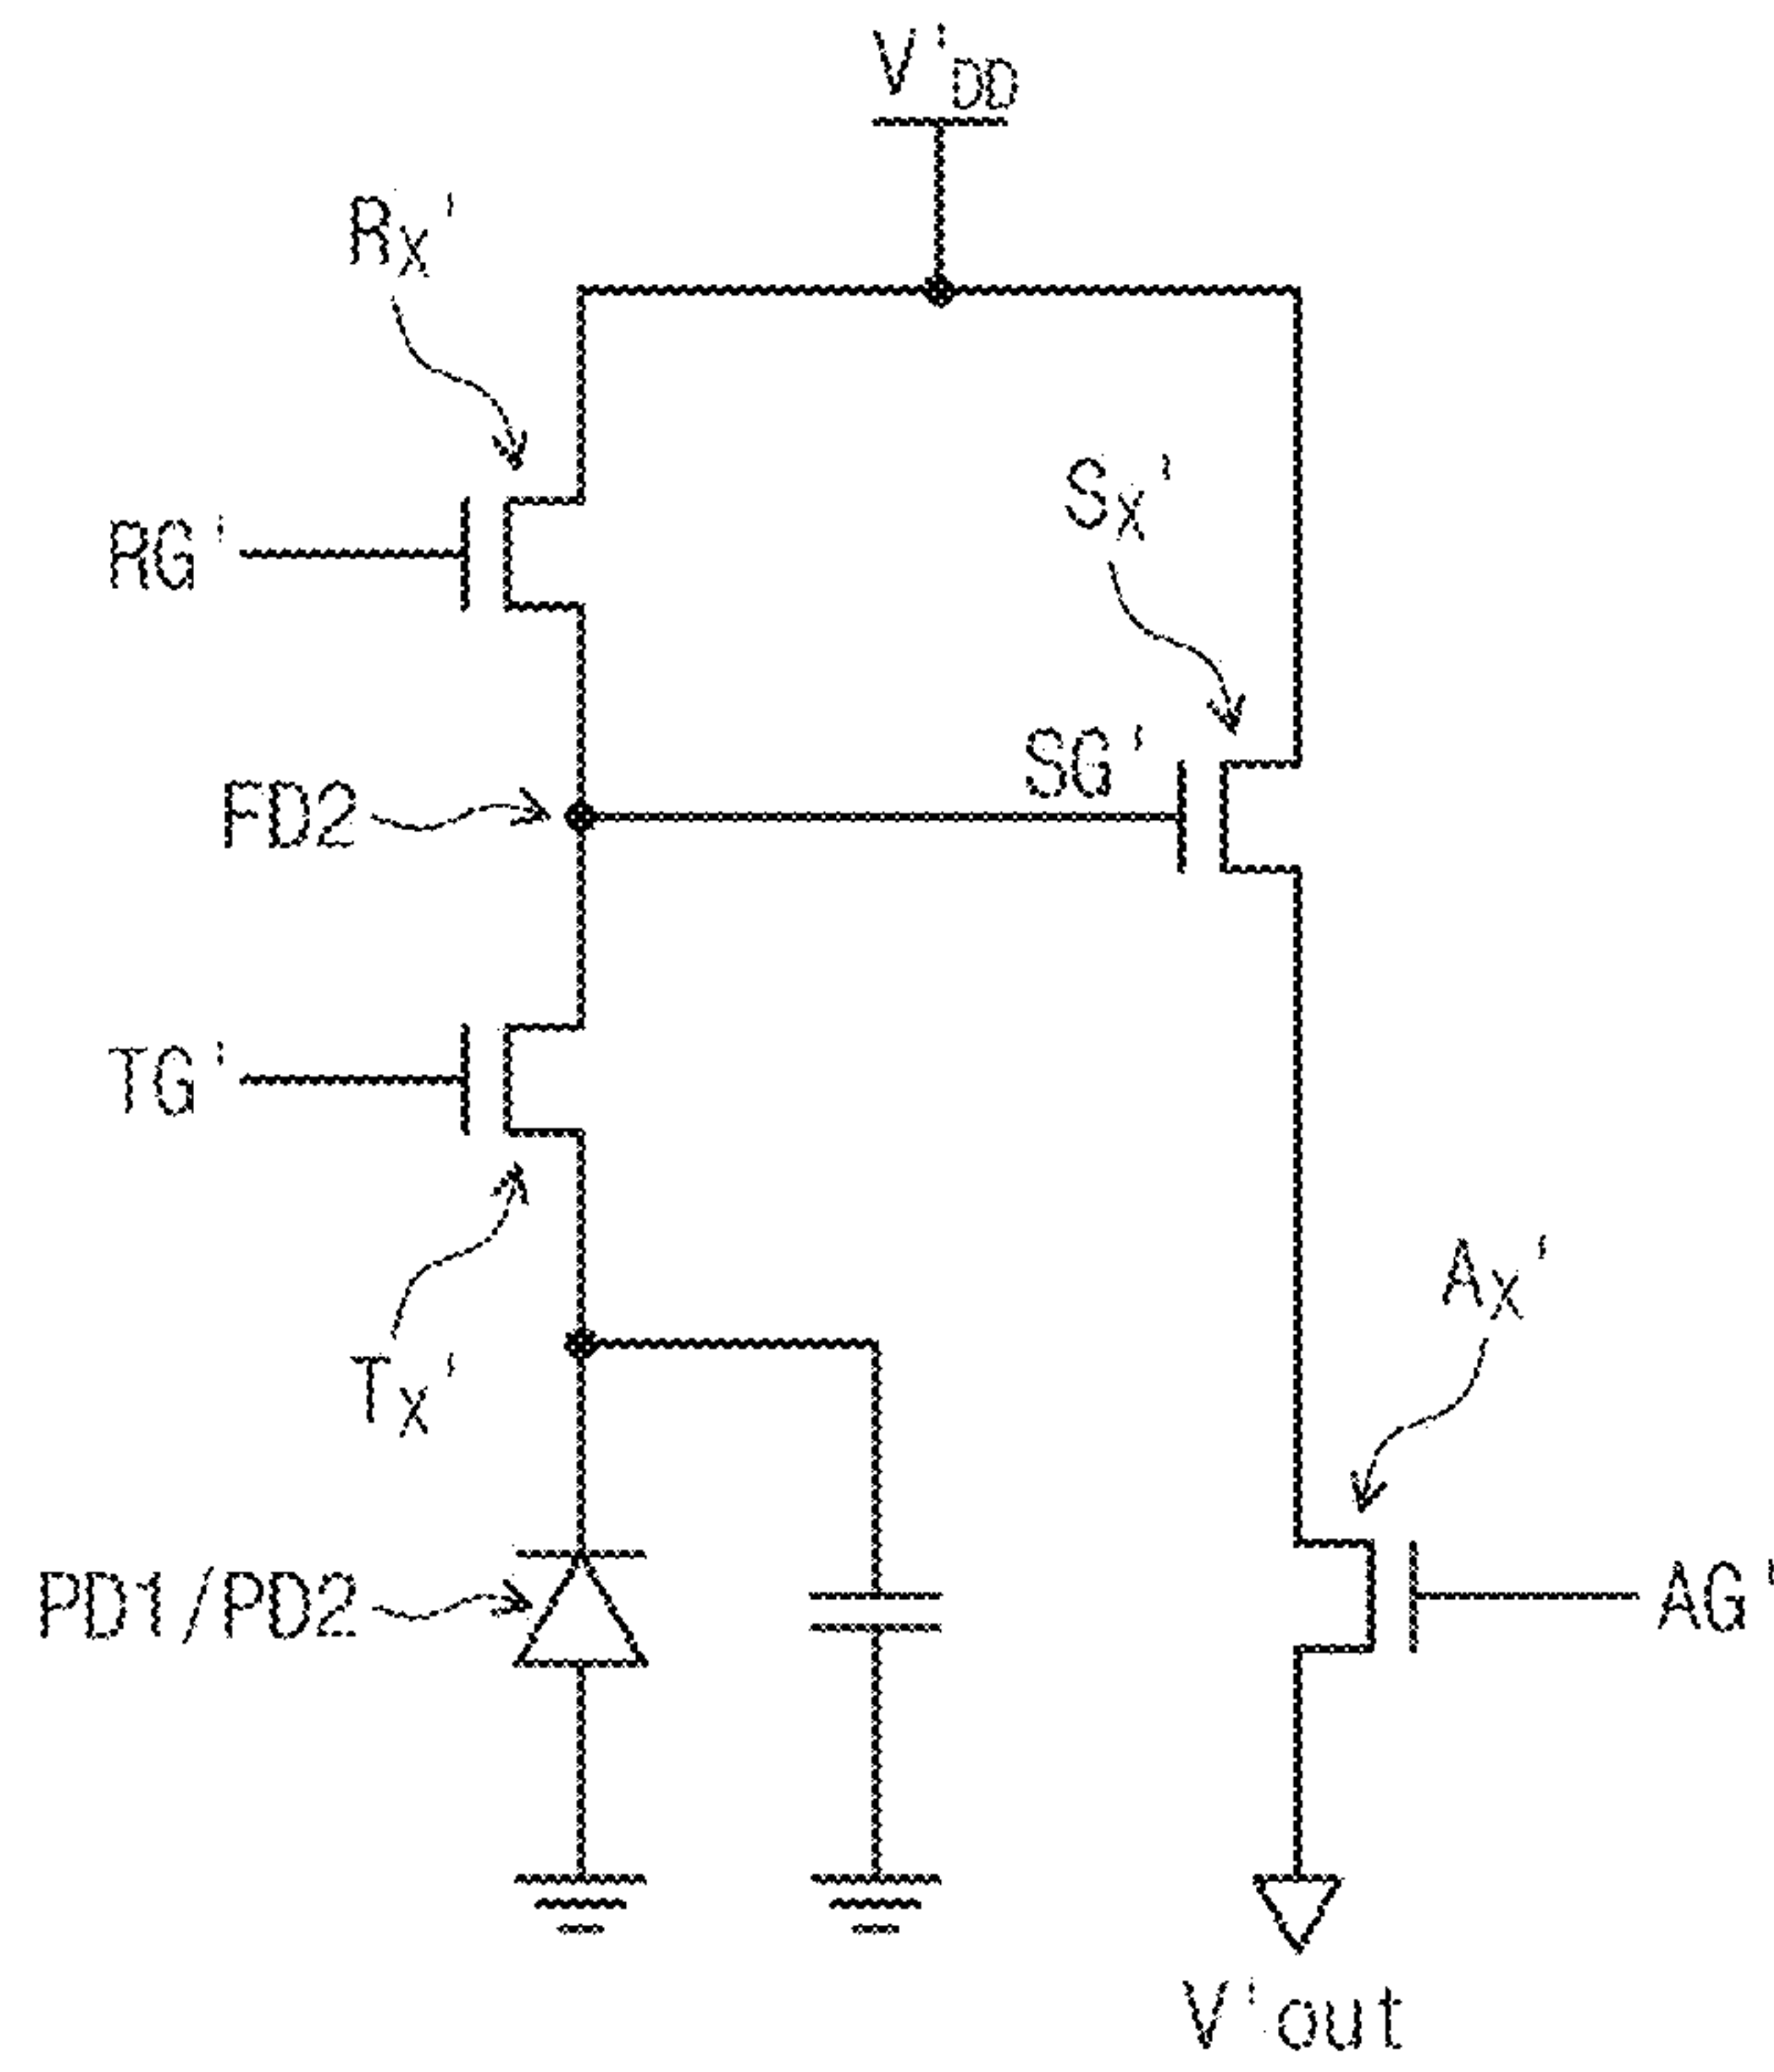 V'DD
Rx'
RG'
Sx'
SG'
FD2
TG'
Tx'
Ax'
PD1/PD2
AG'
V'out